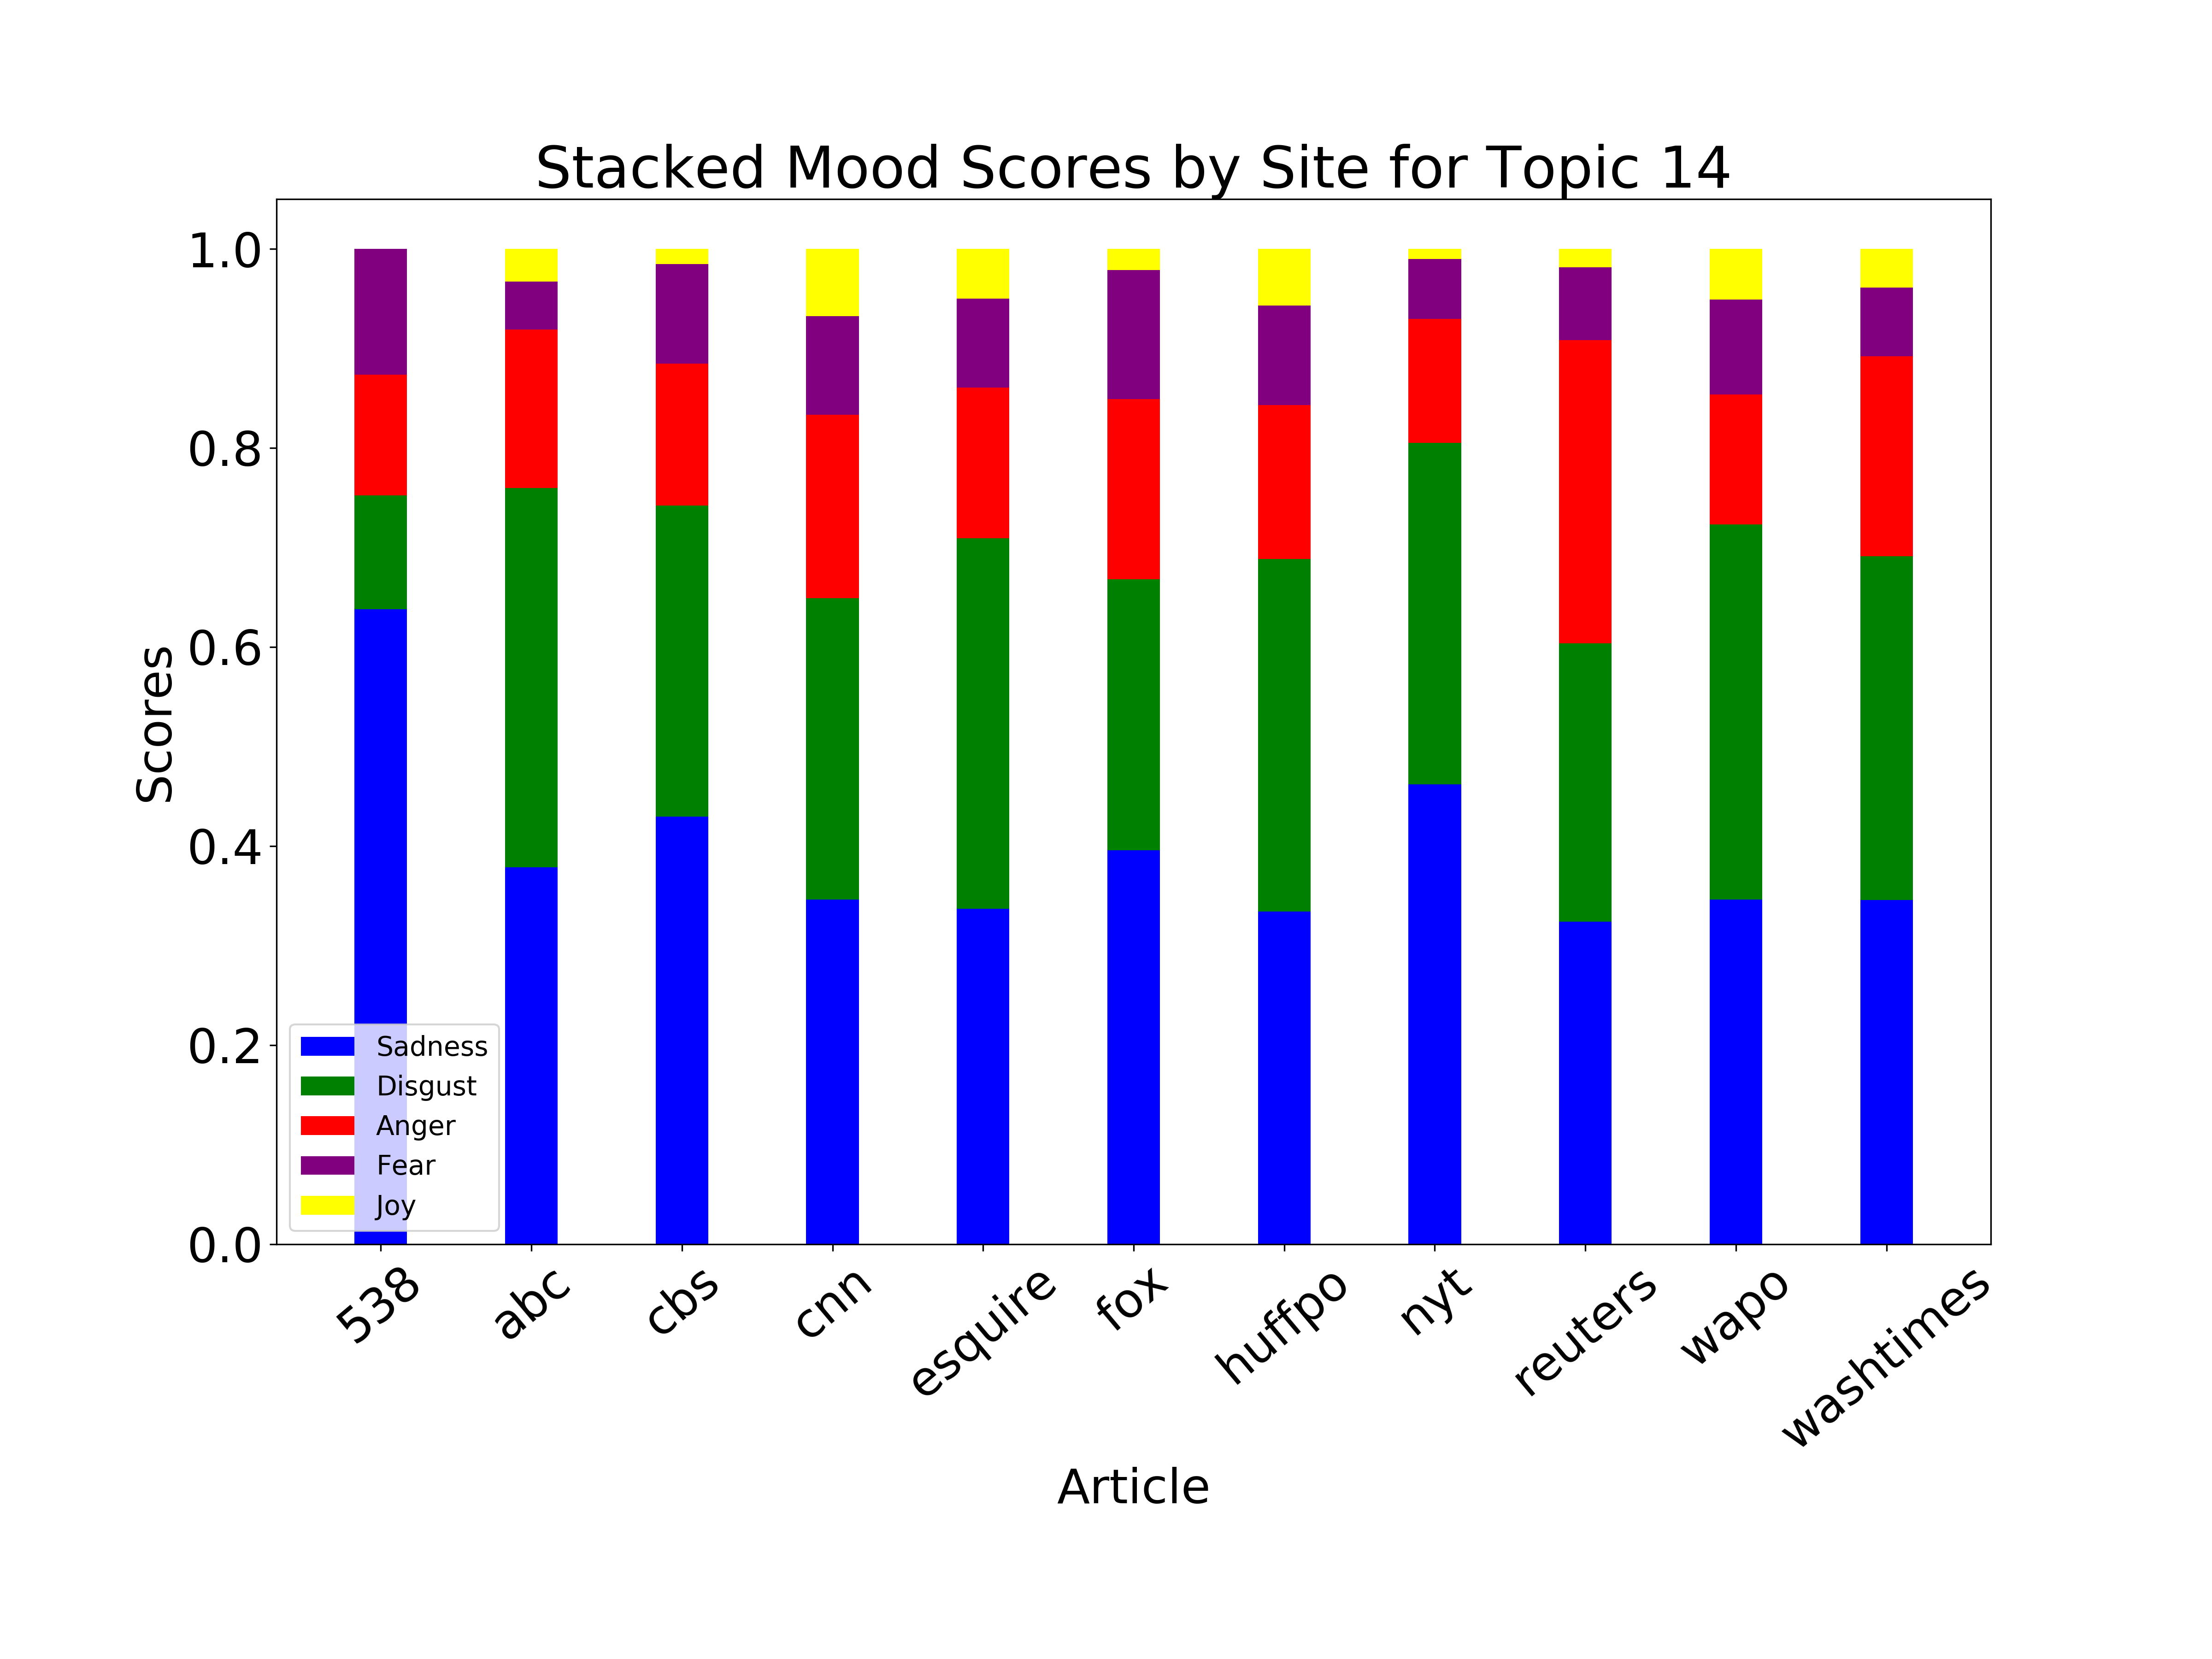 Stacked Mood Scores by Site for Topic 14
Scores
1.0
0.8
0.6
0.4
0.2
0.0
Sadness
Disgust
Anger
Fear
Joy
538
abc
cbs
cnn
esquire
fox
huffpo
nyt
reuters
wapo
washtimes
Article